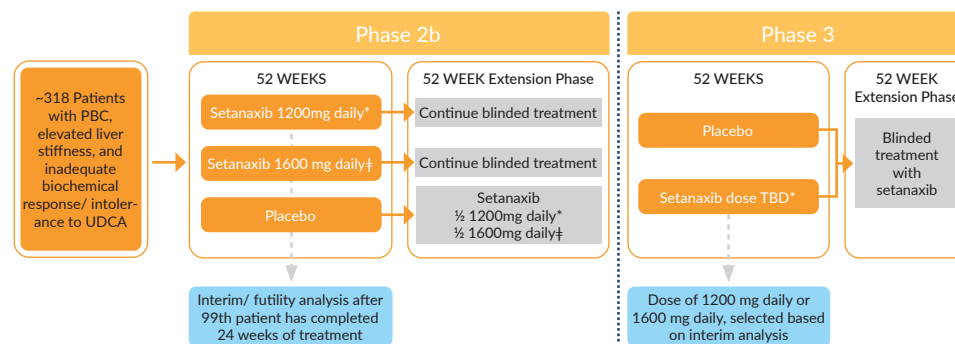 Phase 2b
Phase 3
~318 Patients
with PBC,
elevated liver
stiffness, and
inadequate
biochemical
response/ intoler-
ance to UDCA
52 WEEKS
Setanaxib 1200mg daily*
Setanaxib 1600 mg daily‡
Placebo
52 WEEK Extension Phase
Continue blinded treatment
Continue blinded treatment
Setanaxib
½ 1200mg daily*
½ 1600mg daily‡
Interim/ futility analysis after
99th patient has completed
24 weeks of treatment
52 WEEKS
Placebo
Setanaxib dose TBD*
52 WEEK
Extension Phase
Blinded
treatment
with
setanaxib
Dose of 1200 mg daily or
1600 mg daily, selected based
on interim analysis